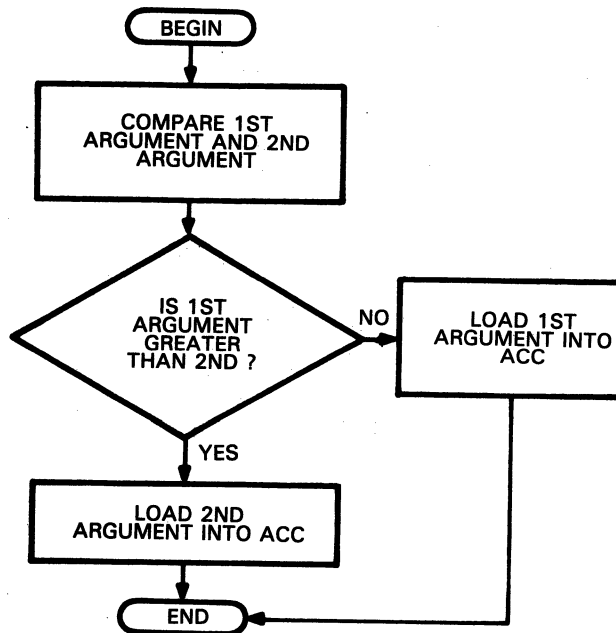 BEGIN
COMPARE 1ST
ARGUMENT AND 2ND
ARGUMENT
IS 1ST
ARGUMENT
GREATER
THAN 2ND ?
NO
LOAD 1ST
ARGUMENT INTO
ACC
YES
LOAD 2ND
ARGUMENT INTO ACC
END